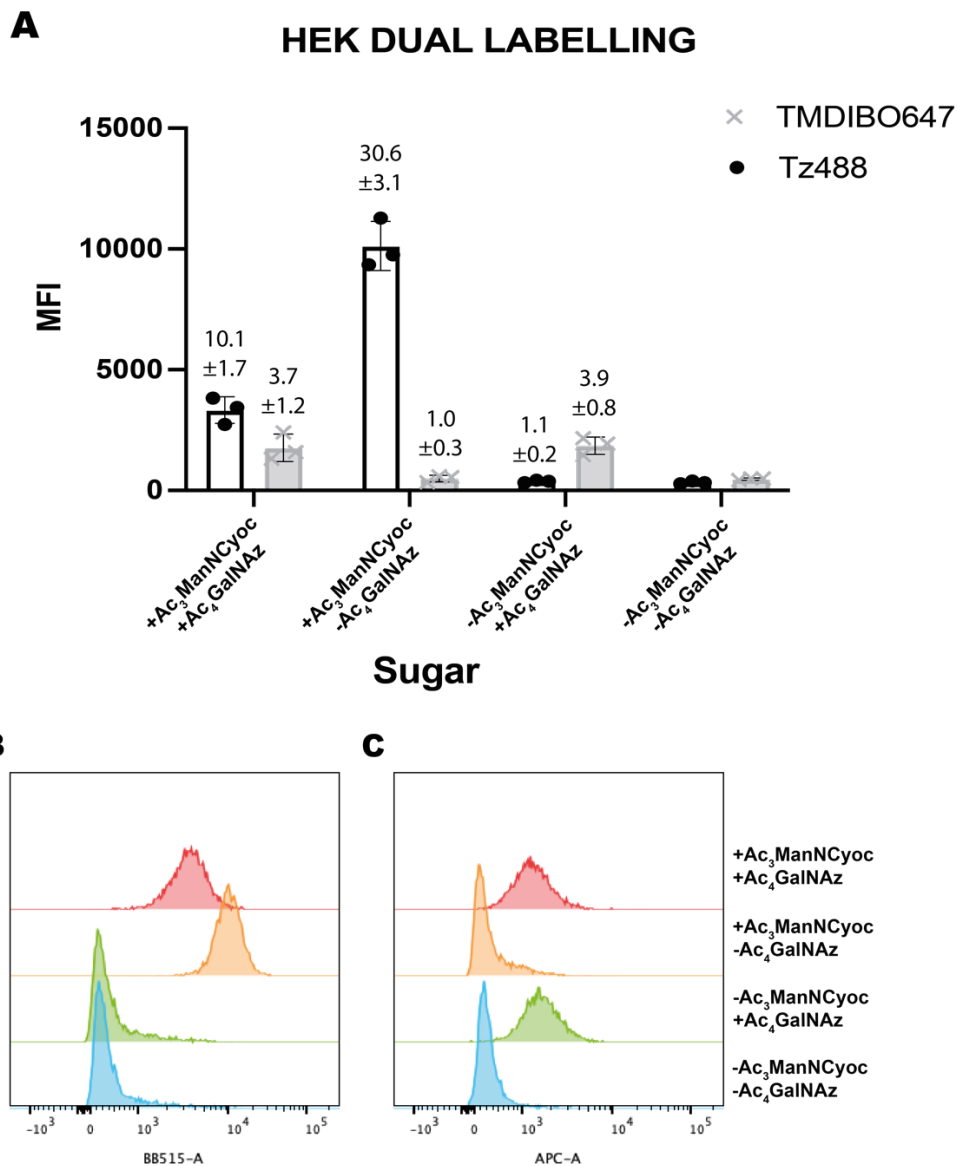 A
HEK DUAL LABELLING
TMDIBO647
Tz488
15000
10000
5000
0
MFI
30.6
±3.1
10.1
±1.7
3.7
±1.2
1.0
±0.3
1.1
±0.2
3.9
±0.8
+Ac₃ManNCyoc
+Ac₄GalNAz
+Ac₃ManNCyoc
-Ac₄GalNAz
-Ac₃ManNCyoc
+Ac₄GalNAz
-Ac₃ManNCyoc
-Ac₄GalNAz
Sugar
C
+Ac₃ManNCyoc
+Ac₄GalNAz
+Ac₃ManNCyoc
-Ac₄GalNAz
-Ac₃ManNCyoc
+Ac₄GalNAz
-Ac₃ManNCyoc
-Ac₄GalNAz
-10³ 0 10³ 10⁴ 10⁵
BB515-A
-10³ 0 10³ 10⁴ 10⁵
APC-A